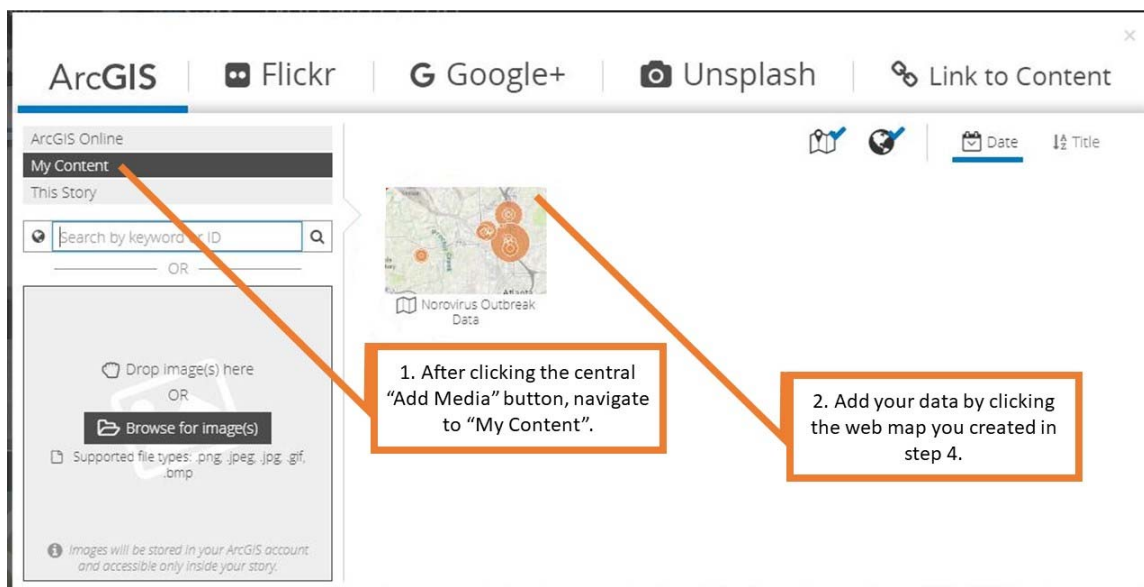 ×
ArcGIS
Flickr
G Google+
Unsplash
Link to Content
ArcGIS Online
My Content
This Story
Search by keyword or ID
OR
Drop image(s) here
OR
Browse for image(s)
Supported file types: .png, .jpeg, .jpg, .gif,
.bmp
Images will be stored in your ArcGIS account
and accessible only inside your story.
Date
Title
Atlanta
Norovirus Outbreak
Data
1. After clicking the central
“Add Media” button, navigate
to “My Content”.
2. Add your data by clicking
the web map you created in
step 4.